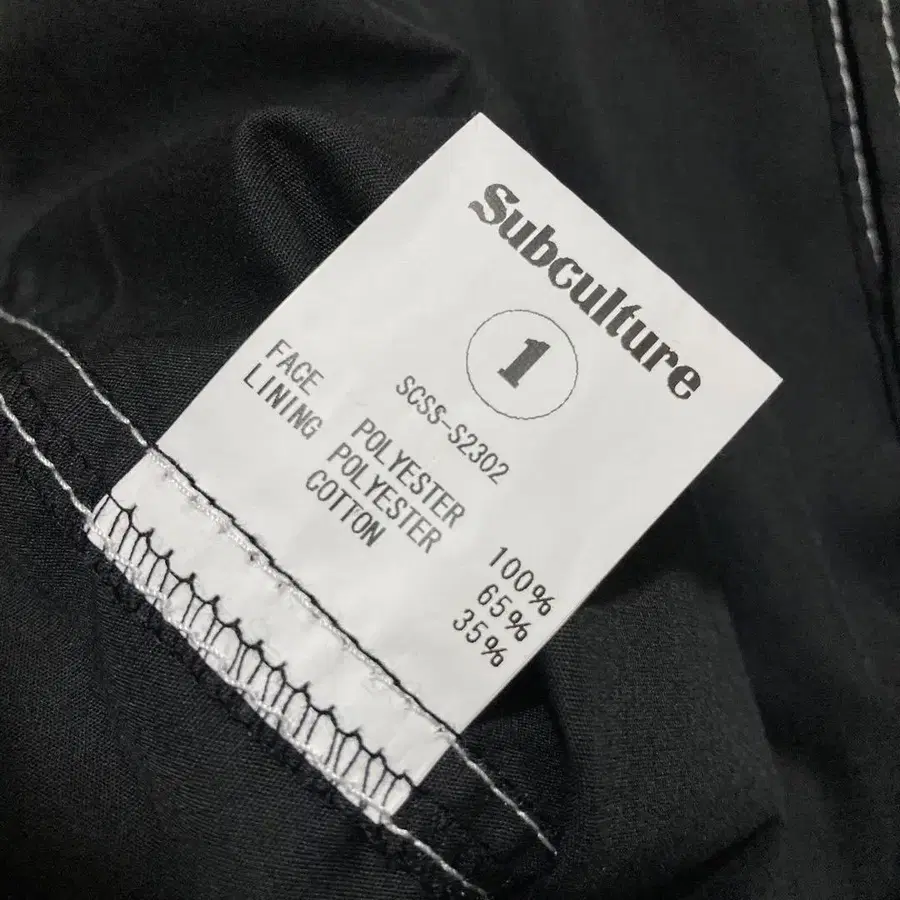 Subculture
1
SCSS-S2302
FACE POLYESTER 100%
LINING POLYESTER 65%
COTTON 35%